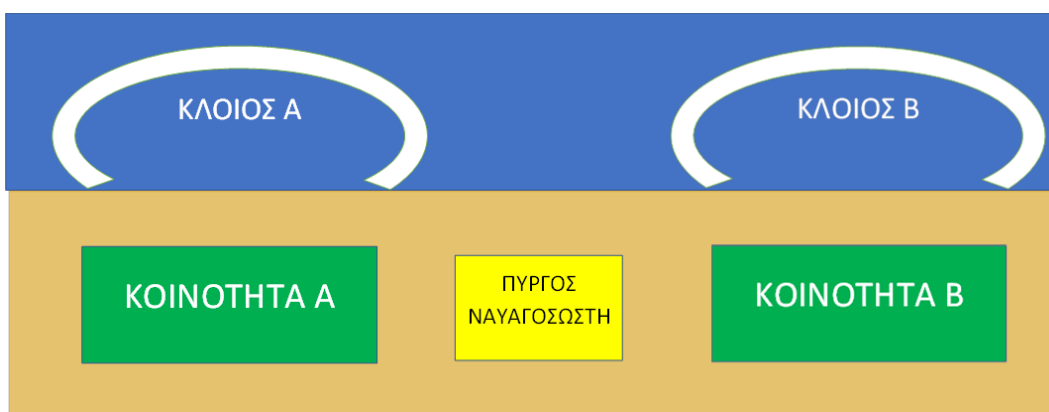 ΚΛΟΙΟΣ Α
ΚΛΟΙΟΣ Β
ΚΟΙΝΟΤΗΤΑ Α
ΠΥΡΓΟΣ
ΝΑΥΑΓΟΣΩΣΤΗ
ΚΟΙΝΟΤΗΤΑ Β